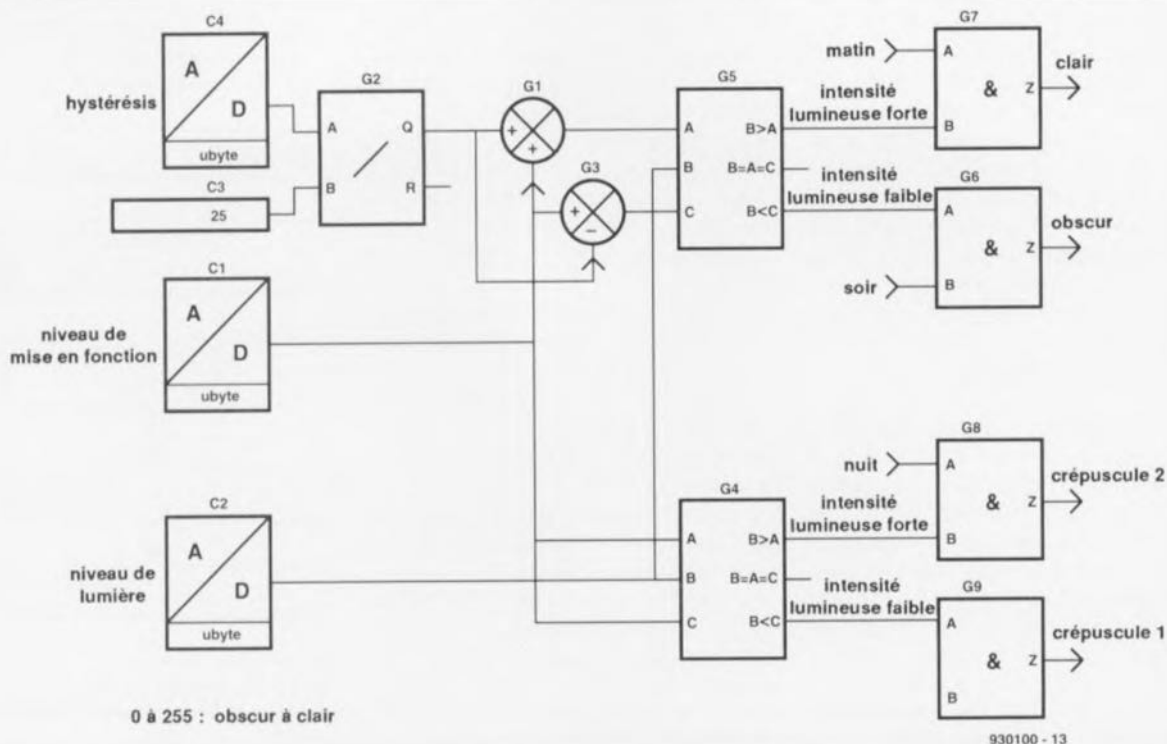 C4
A
D
ubyte
hystérésis
C3
25
G2
A
B
Q
R
G1
+
+
G3
+
−
C1
A
D
ubyte
niveau de
mise en fonction
C2
A
D
ubyte
niveau de
lumière
G5
A
B
C
B>A
B=A=C
B<C
intensité
lumineuse forte
intensité
lumineuse faible
G7
matin
A
B
&
Z
clair
G6
A
B
&
Z
obscur
soir
G4
A
B
C
B>A
B=A=C
B<C
intensité
lumineuse forte
intensité
lumineuse faible
G8
nuit
A
B
&
Z
crépuscule 2
G9
A
B
&
Z
crépuscule 1
0 à 255 : obscur à clair
930100 - 13